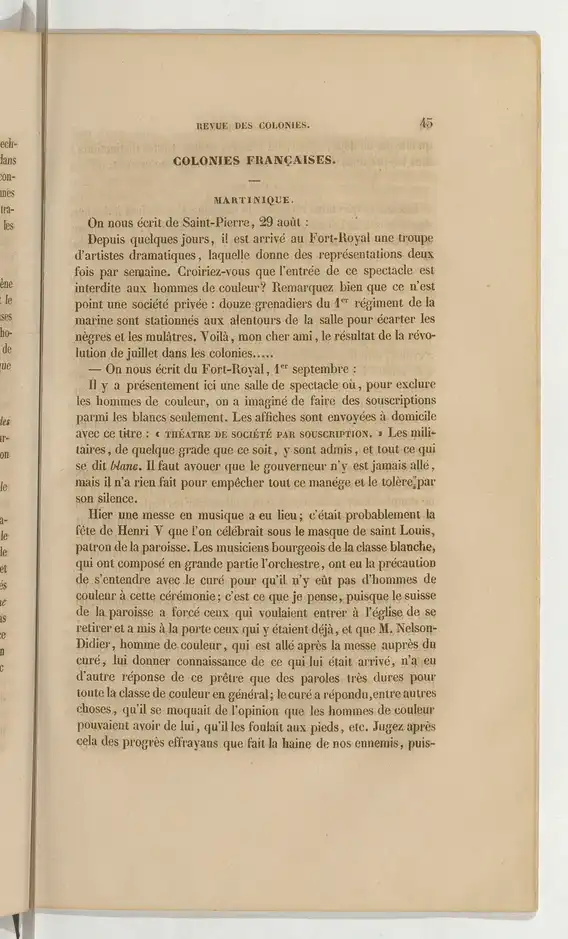 REVUE DES COLONIES. 45
COLONIES FRANÇAISES.
MARTINIQUE.
On nous écrit de Saint-Pierre, 29 août :
Depuis quelques jours, il est arrivé au Fort-Royal une troupe
d'artistes dramatiques, laquelle donne des représentations deux
fois par semaine. Croiriez-vous que l'entrée de ce spectacle est
interdite aux hommes de couleur? Remarquez bien que ce n'est
point une société privée : douze grenadiers du 1er régiment de la
marine sont stationnés aux alentours de la salle pour écarter les
nègres et les mulâtres. Voilà, mon cher ami, le résultat de la révo-
lution de juillet dans les colonies.....
— On nous écrit du Fort-Royal, 1er septembre :
Il y a présentement ici une salle de spectacle où, pour exclure
les hommes de couleur, on a imaginé de faire des souscriptions
parmi les blancs seulement. Les affiches sont envoyées à domicile
avec ce titre : « THÉATRE DE SOCIÉTÉ PAR SOUSCRIPTION. » Les mili-
taires, de quelque grade que ce soit, y sont admis, et tout ce qui
se dit blanc. Il faut avouer que le gouverneur n'y est jamais allé,
mais il n'a rien fait pour empêcher tout ce manége et le tolère par
son silence.
Hier une messe en musique a eu lieu; c'était probablement la
fête de Henri V que l'on célébrait sous le masque de saint Louis,
patron de la paroisse. Les musiciens bourgeois de la classe blanche,
qui ont composé en grande partie l'orchestre, ont eu la précaution
de s'entendre avec le curé pour qu'il n'y eût pas d'hommes de
couleur à cette cérémonie; c'est ce que je pense, puisque le suisse
de la paroisse a forcé ceux qui voulaient entrer à l'église de se
retirer et a mis à la porte ceux qui y étaient déjà, et que M. Nelson-
Didier, homme de couleur, qui est allé après la messe auprès du
curé, lui donner connaissance de ce qui lui était arrivé, n'a eu
d'autre réponse de ce prêtre que des paroles très dures pour
toute la classe de couleur en général; le curé a répondu, entre autres
choses, qu'il se moquait de l'opinion que les hommes de couleur
pouvaient avoir de lui, qu'il les foulait aux pieds, etc. Jugez après
cela des progrès effrayans que fait la haine de nos ennemis, puis-